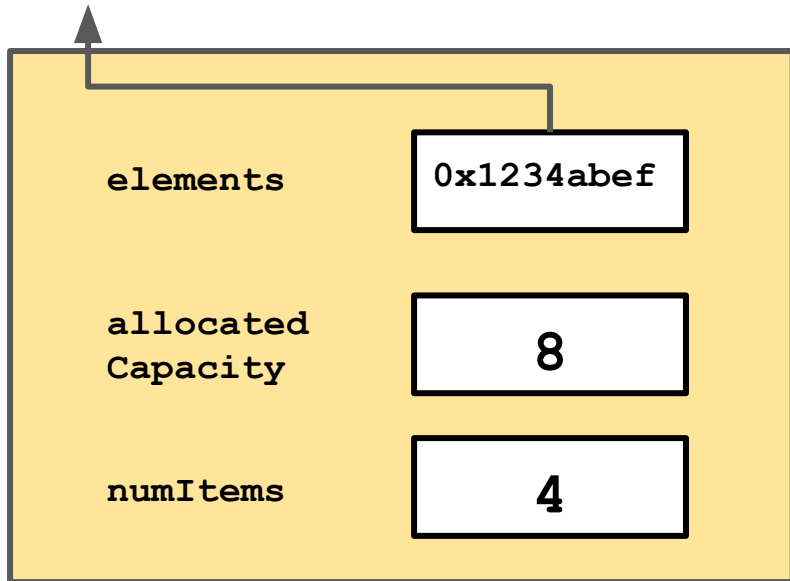 elements
0x1234abef
allocated
Capacity
8
numItems
4